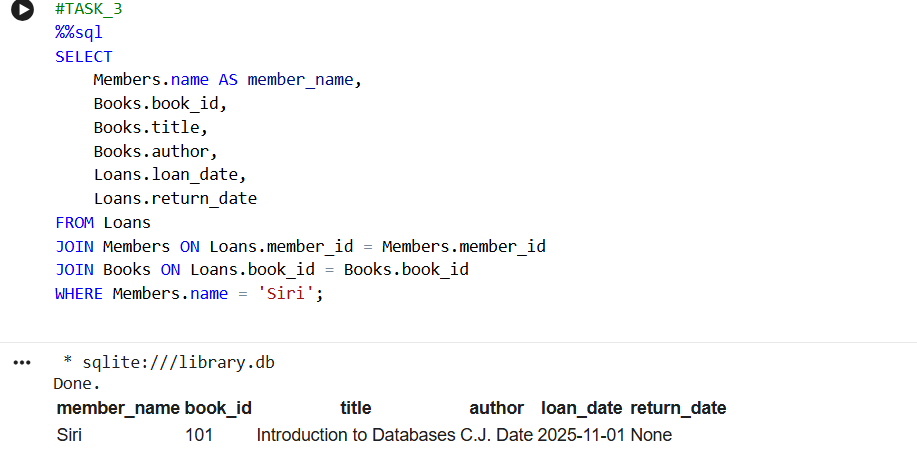 #TASK_3
%%sql
SELECT
    Members.name AS member_name,
    Books.book_id,
    Books.title,
    Books.author,
    Loans.loan_date,
    Loans.return_date
FROM Loans
JOIN Members ON Loans.member_id = Members.member_id
JOIN Books ON Loans.book_id = Books.book_id
WHERE Members.name = 'Siri';
* sqlite:///library.db
Done.
member_name book_id title author loan_date return_date
Siri 101 Introduction to Databases C.J. Date 2025-11-01 None